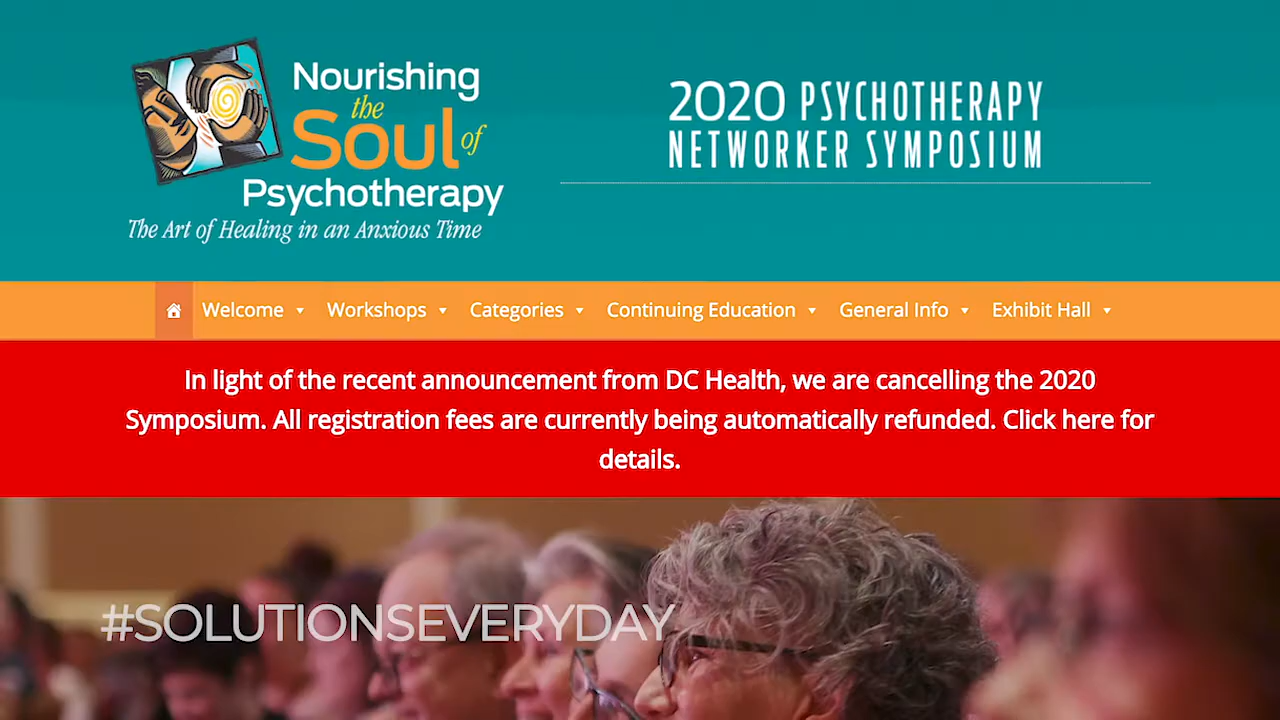 Nourishing
the
Soul of
Psychotherapy
The Art of Healing in an Anxious Time
2020 PSYCHOTHERAPY
NETWORKER SYMPOSIUM
Welcome Workshops Categories Continuing Education General Info Exhibit Hall
In light of the recent announcement from DC Health, we are cancelling the 2020
Symposium. All registration fees are currently being automatically refunded. Click here for
details.
#SOLUTIONSEVERYDAY